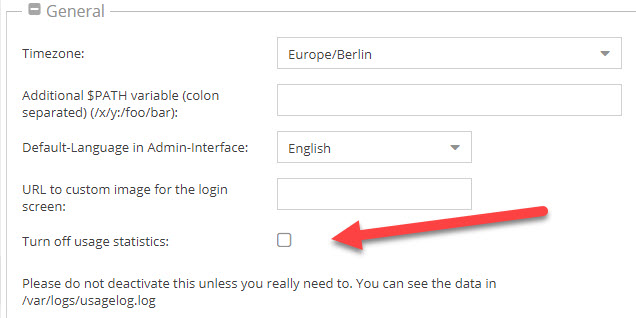 General
Timezone:
Europe/Berlin
Additional $PATH variable (colon
separated) (/x/y:/foo/bar):
Default-Language in Admin-Interface:
English
URL to custom image for the login
screen:
Turn off usage statistics:
Please do not deactivate this unless you really need to. You can see the data in
/var/logs/usagelog.log